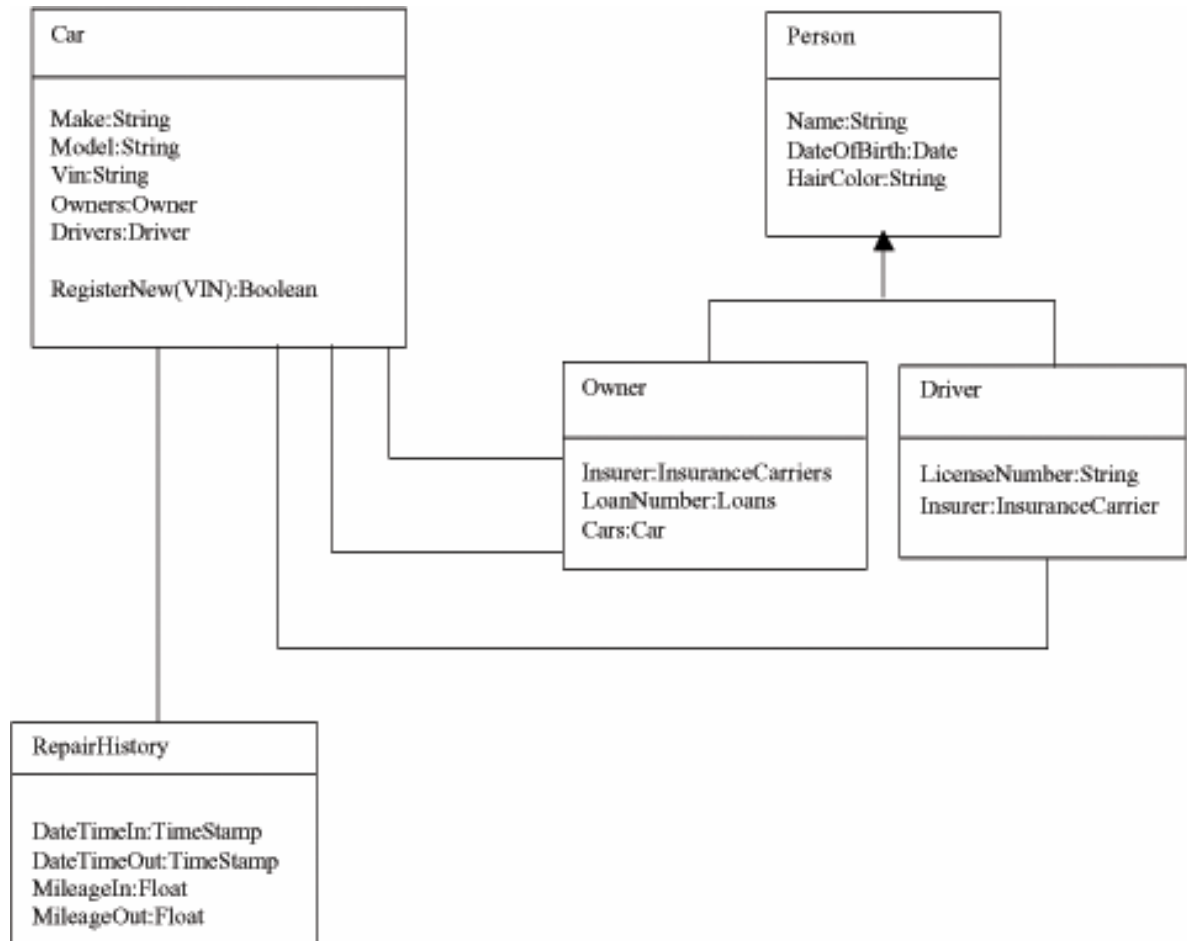 Car
Make:String
Model:String
Vin:String
Owners:Owner
Drivers:Driver
RegisterNew(VIN):Boolean
Person
Name:String
DateOfBirth:Date
HairColor:String
Owner
Insurer:InsuranceCarriers
LoanNumber:Loans
Cars:Car
Driver
LicenseNumber:String
Insurer:InsuranceCarrier
RepairHistory
DateTimeIn:TimeStamp
DateTimeOut:TimeStamp
MileageIn:Float
MileageOut:Float